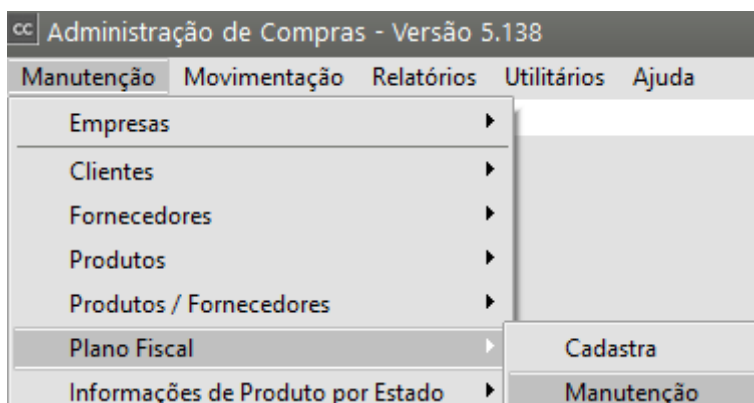 cc Administração de Compras - Versão 5.138
Manutenção Movimentação Relatórios Utilitários Ajuda
Empresas
Clientes
Fornecedores
Produtos
Produtos / Fornecedores
Plano Fiscal
Cadastra
Informações de Produto por Estado
Manutenção